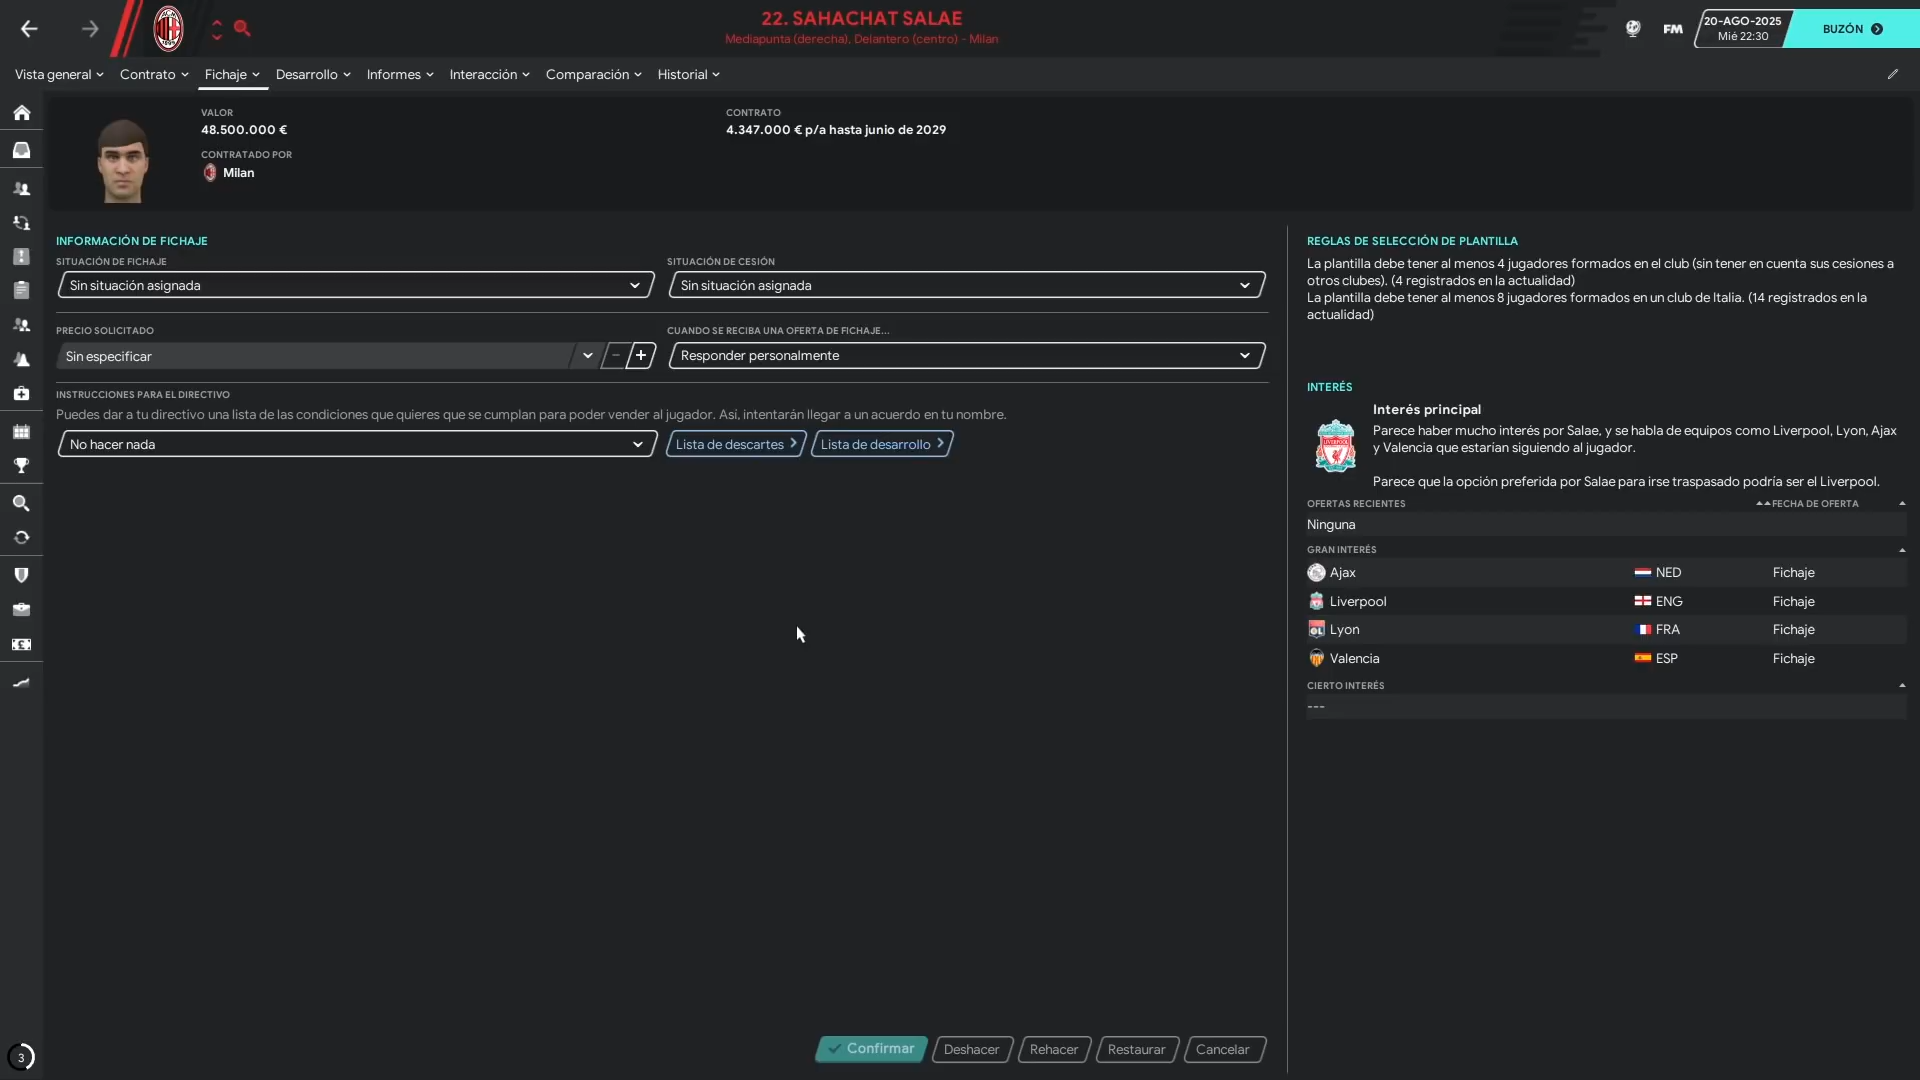 22. SAHACHAT SALAE
Mediapunta (derecha), Delantero (centro) - Milan
FM
20-AGO-2025
Mié 22:30
BUZÓN
Vista general
Contrato
Fichaje
Desarrollo
Informes
Interacción
Comparación
Historial
VALOR
48.500.000 €
CONTRATADO POR
Milan
CONTRATO
4.347.000 € p/a hasta junio de 2029
INFORMACIÓN DE FICHAJE
SITUACIÓN DE FICHAJE
Sin situación asignada
SITUACIÓN DE CESIÓN
Sin situación asignada
PRECIO SOLICITADO
Sin especificar
CUANDO SE RECIBA UNA OFERTA DE FICHAJE...
Responder personalmente
INSTRUCCIONES PARA EL DIRECTIVO
Puedes dar a tu directivo una lista de las condiciones que quieres que se cumplan para poder vender al jugador. Así, intentarán llegar a un acuerdo en tu nombre.
No hacer nada
Lista de descartes
Lista de desarrollo
REGLAS DE SELECCIÓN DE PLANTILLA
La plantilla debe tener al menos 4 jugadores formados en el club (sin tener en cuenta sus cesiones a
otros clubes). (4 registrados en la actualidad)
La plantilla debe tener al menos 8 jugadores formados en un club de Italia. (14 registrados en la
actualidad)
INTERÉS
Interés principal
Parece haber mucho interés por Salae, y se habla de equipos como Liverpool, Lyon, Ajax
y Valencia que estarían siguiendo al jugador.
Parece que la opción preferida por Salae para irse traspasado podría ser el Liverpool.
OFERTAS RECIENTES
FECHA DE OFERTA
Ninguna
GRAN INTERÉS
Ajax NED Fichaje
Liverpool ENG Fichaje
Lyon FRA Fichaje
Valencia ESP Fichaje
CIERTO INTERÉS
---
3
Confirmar
Deshacer
Rehacer
Restaurar
Cancelar